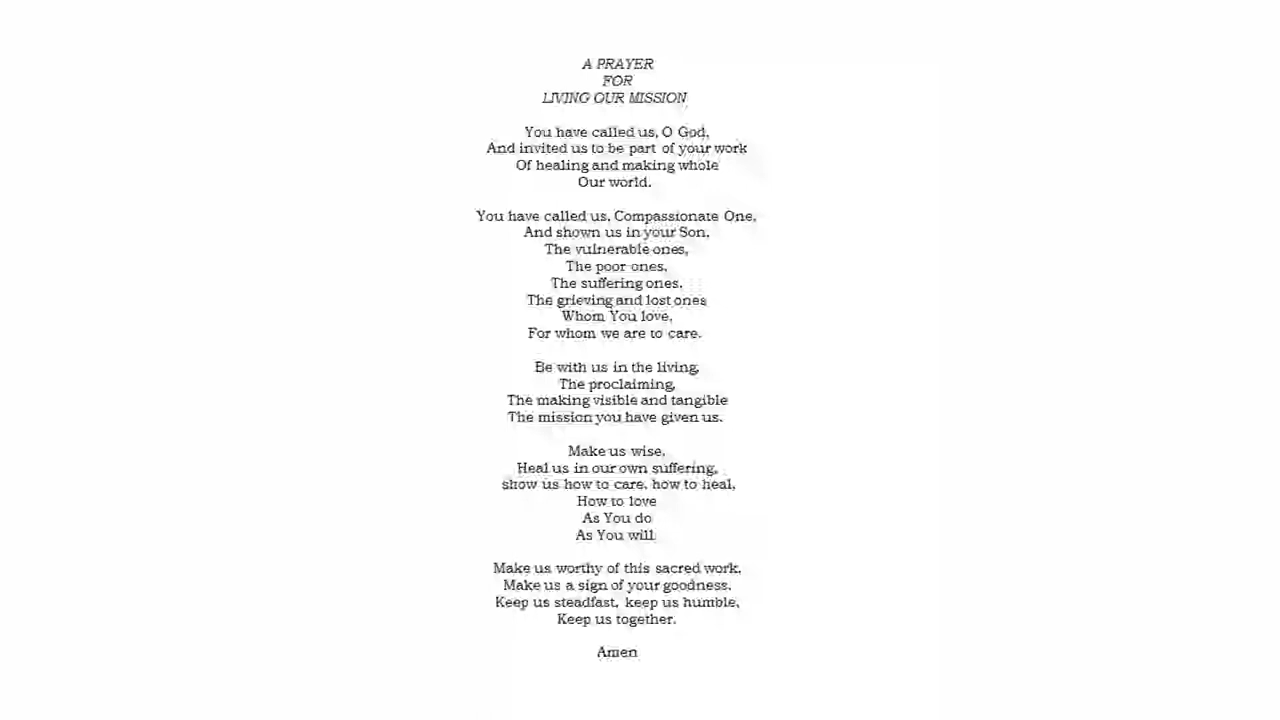 A PRAYER
FOR
LIVING OUR MISSION
You have called us, O God,
And invited us to be part of your work
Of healing and making whole
Our world.
You have called us, Compassionate One,
And shown us in your Son,
The vulnerable ones,
The poor ones,
The suffering ones,
The grieving and lost ones
Whom You love,
For whom we are to care.
Be with us in the living,
The proclaiming,
The making visible and tangible
The mission you have given us.
Make us wise,
Heal us in our own suffering,
show us how to care, how to heal,
How to love
As You do
As You will
Make us worthy of this sacred work,
Make us a sign of your goodness.
Keep us steadfast, keep us humble,
Keep us together.
Amen